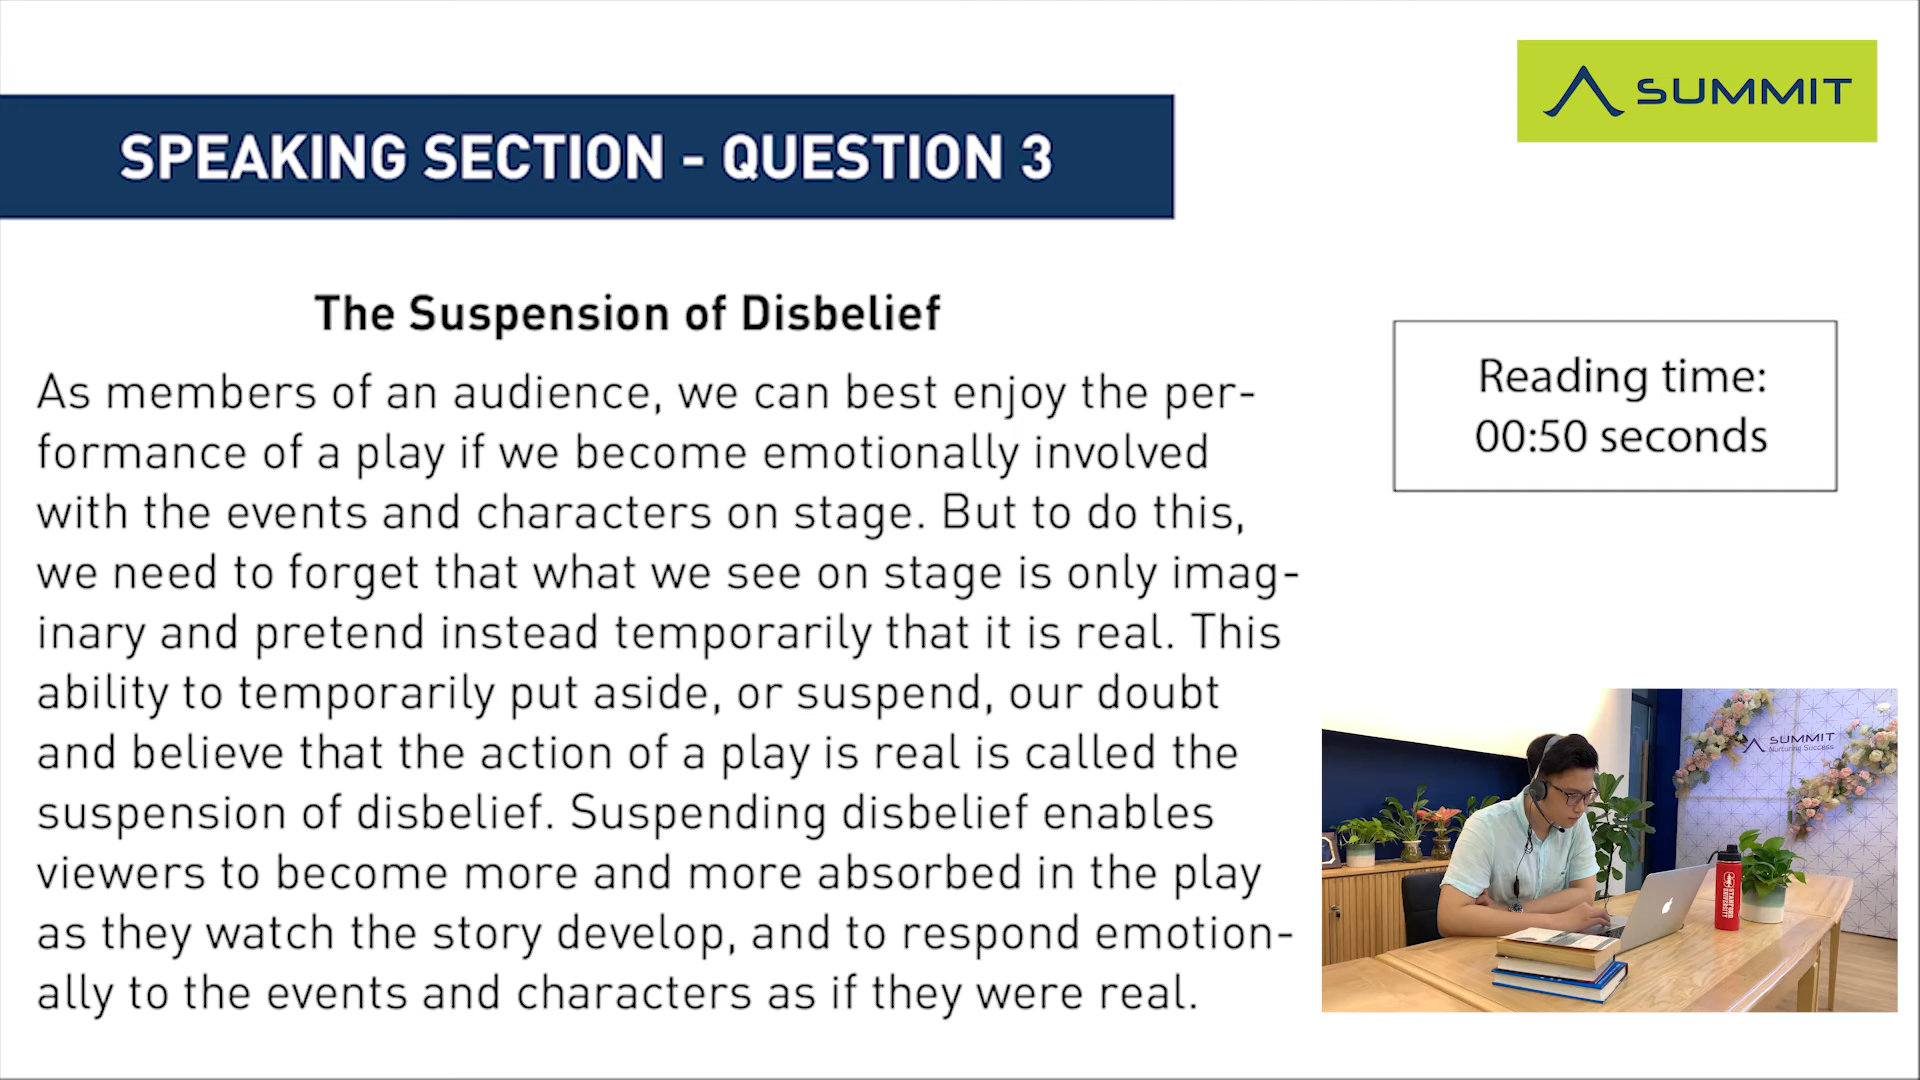 SUMMIT
SPEAKING SECTION - QUESTION 3
The Suspension of Disbelief
As members of an audience, we can best enjoy the per-
formance of a play if we become emotionally involved
with the events and characters on stage. But to do this,
we need to forget that what we see on stage is only imag-
inary and pretend instead temporarily that it is real. This
ability to temporarily put aside, or suspend, our doubt
and believe that the action of a play is real is called the
suspension of disbelief. Suspending disbelief enables
viewers to become more and more absorbed in the play
as they watch the story develop, and to respond emotion-
ally to the events and characters as if they were real.
Reading time:
00:50 seconds
SUMMIT
Nurturing Success
STANFORD
UNIVERSITY